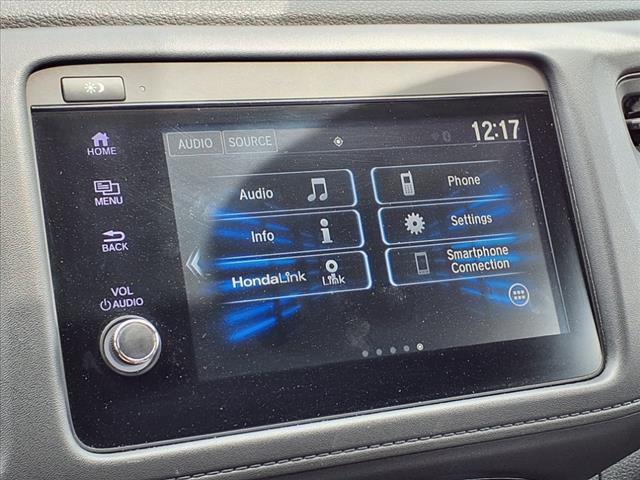 HOME
MENU
BACK
VOL
AUDIO
AUDIO SOURCE
12:17
Audio
Phone
Info
Settings
HondaLink Link
Smartphone
Connection